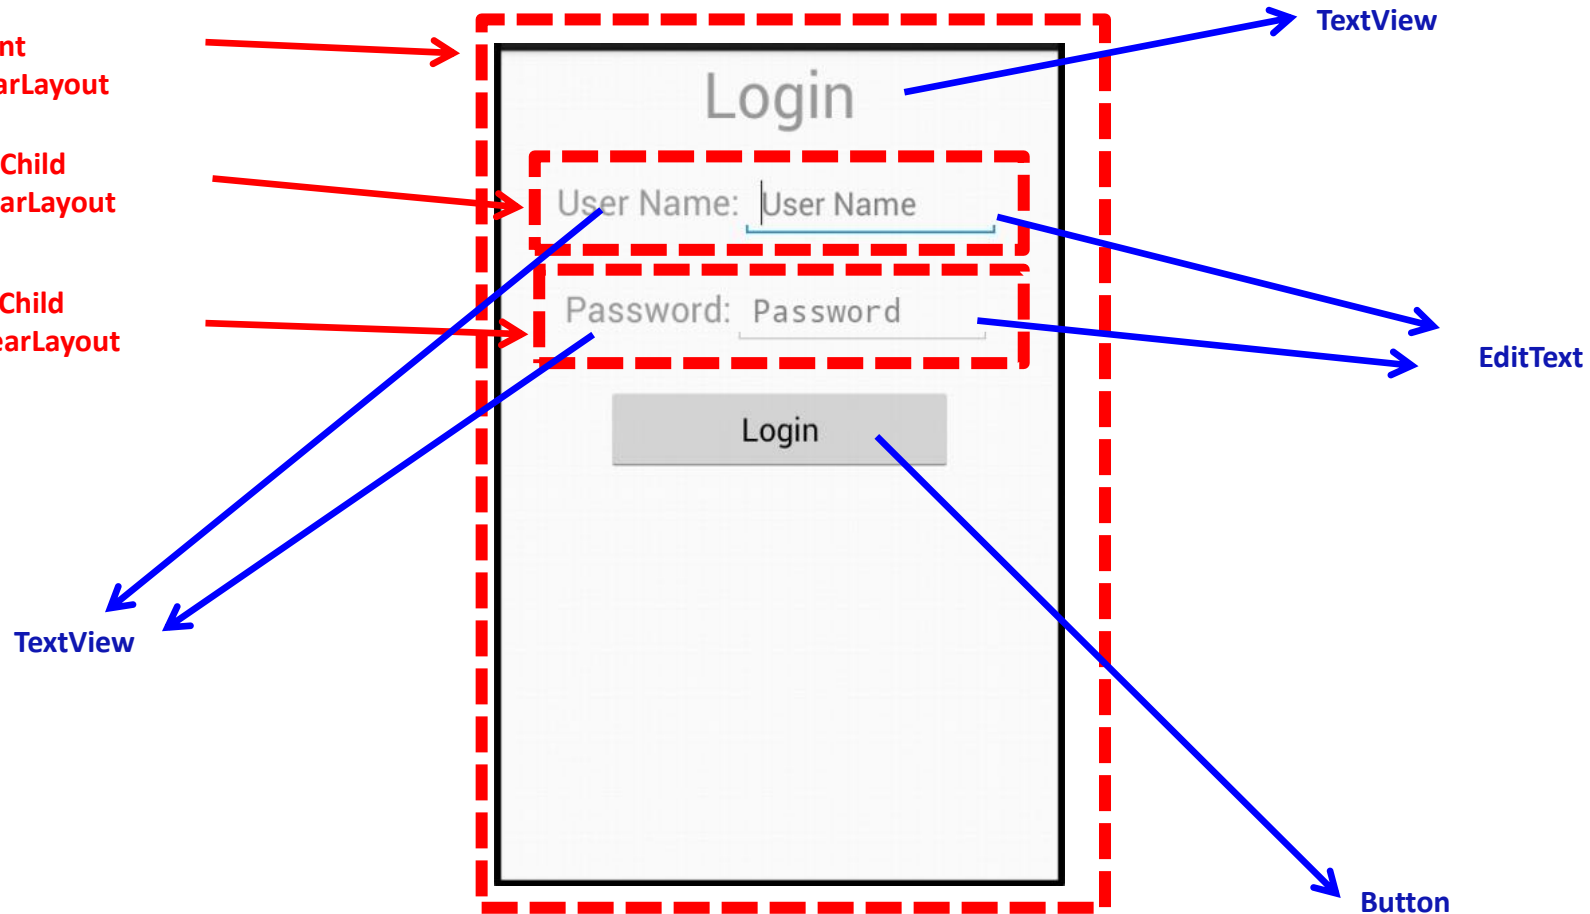 TextView
nt
arLayout
Login
Child
arLayout
User Name: User Name
Child
earLayout
Password: Password
EditText
Login
TextView
Button